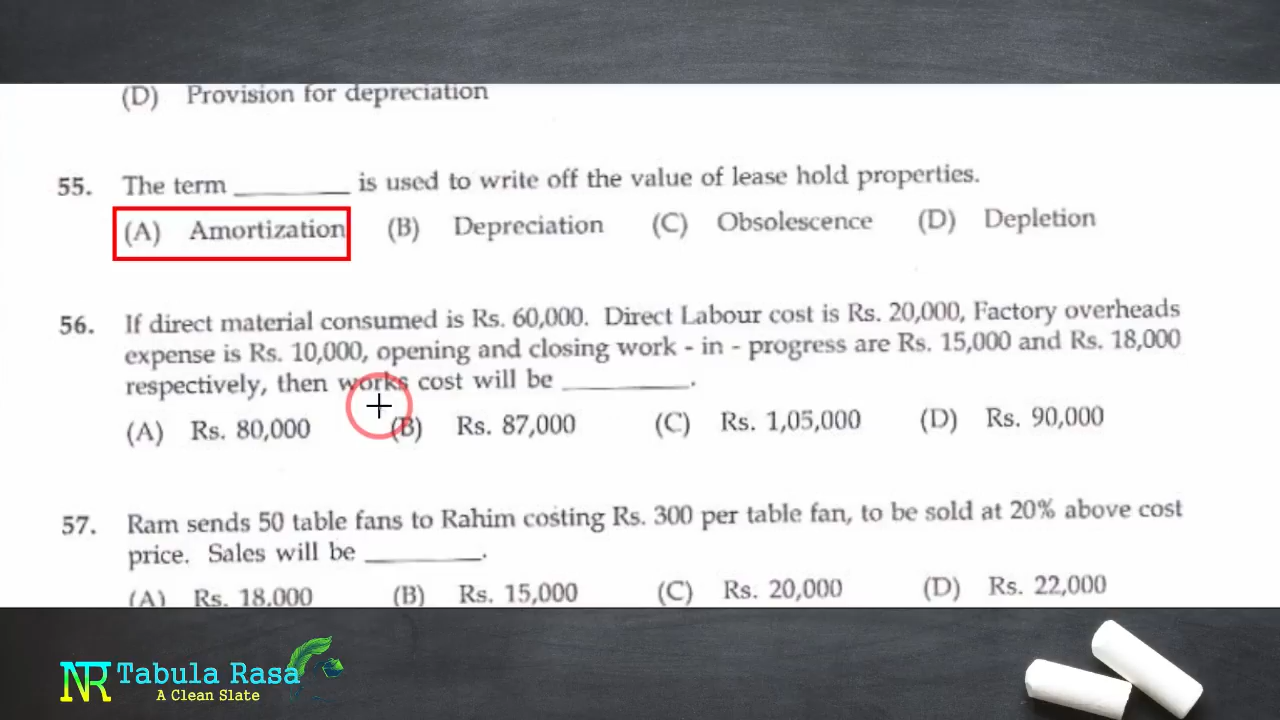 (D) Provision for depreciation
55. The term ________ is used to write off the value of lease hold properties.
(A) Amortization (B) Depreciation (C) Obsolescence (D) Depletion
56. If direct material consumed is Rs. 60,000. Direct Labour cost is Rs. 20,000, Factory overheads
expense is Rs. 10,000, opening and closing work - in - progress are Rs. 15,000 and Rs. 18,000
respectively, then works cost will be _________.
(A) Rs. 80,000 (B) Rs. 87,000 (C) Rs. 1,05,000 (D) Rs. 90,000
57. Ram sends 50 table fans to Rahim costing Rs. 300 per table fan, to be sold at 20% above cost
price. Sales will be ________.
(A) Rs. 18,000 (B) Rs. 15,000 (C) Rs. 20,000 (D) Rs. 22,000
NR Tabula Rasa
A Clean Slate